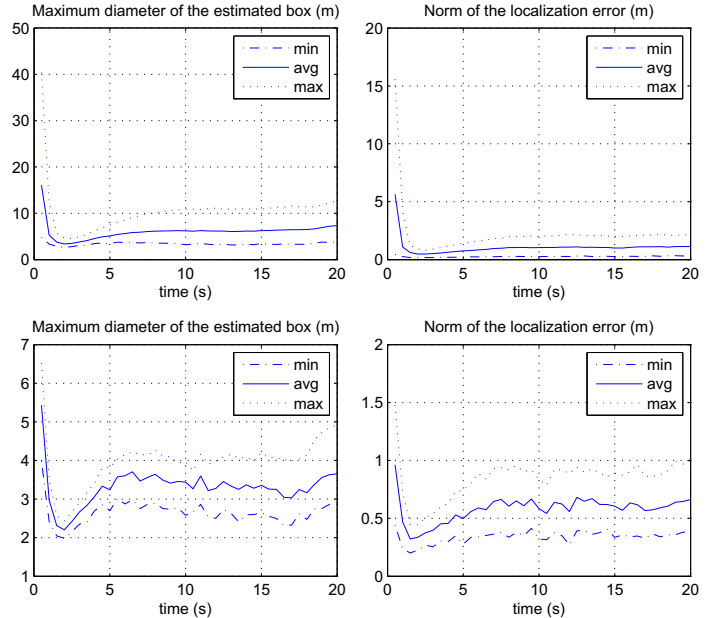 Maximum diameter of the estimated box (m)
50
40
30
20
10
0
0
5
10
15
20
time (s)
min
avg
max
Norm of the localization error (m)
20
15
10
5
0
0
5
10
15
20
time (s)
min
avg
max
Maximum diameter of the estimated box (m)
7
6
5
4
3
2
1
0
5
10
15
20
time (s)
min
avg
max
Norm of the localization error (m)
2
1.5
1
0.5
0
0
5
10
15
20
time (s)
min
avg
max